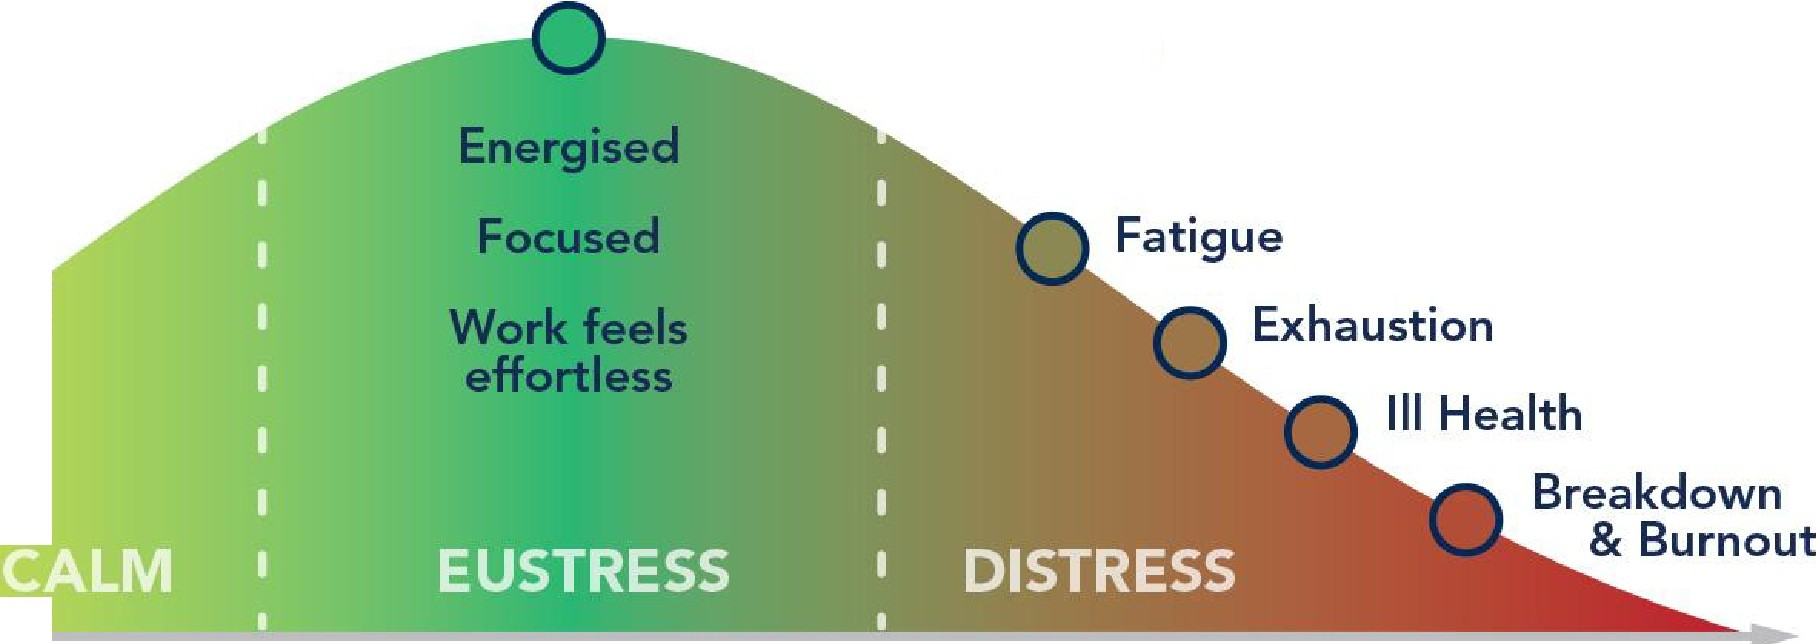 Energised
Focused
Work feels
effortless
Fatigue
Exhaustion
Ill Health
Breakdown
& Burnout
CALM
EUSTRESS
DISTRESS